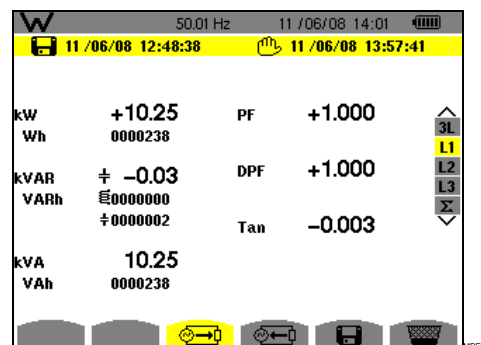 W 50.01 Hz 11 /06/08 14:01
11 /06/08 12:48:38 11 /06/08 13:57:41
kW +10.25 PF +1.000
Wh 0000238
3L
L1
kVAR -0.03 DPF +1.000
L2
VARh 0000000
L3
0000002
Σ
Tan -0.003
kVA 10.25
VAh 0000238